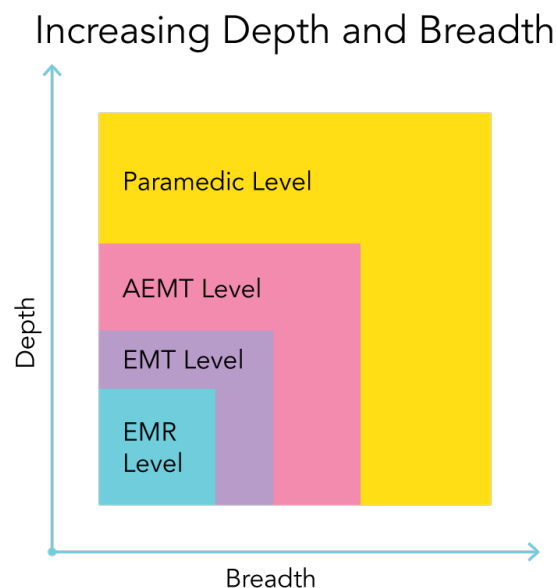 Increasing Depth and Breadth
Paramedic Level
AEMT Level
EMT Level
EMR
Level
Depth
Breadth